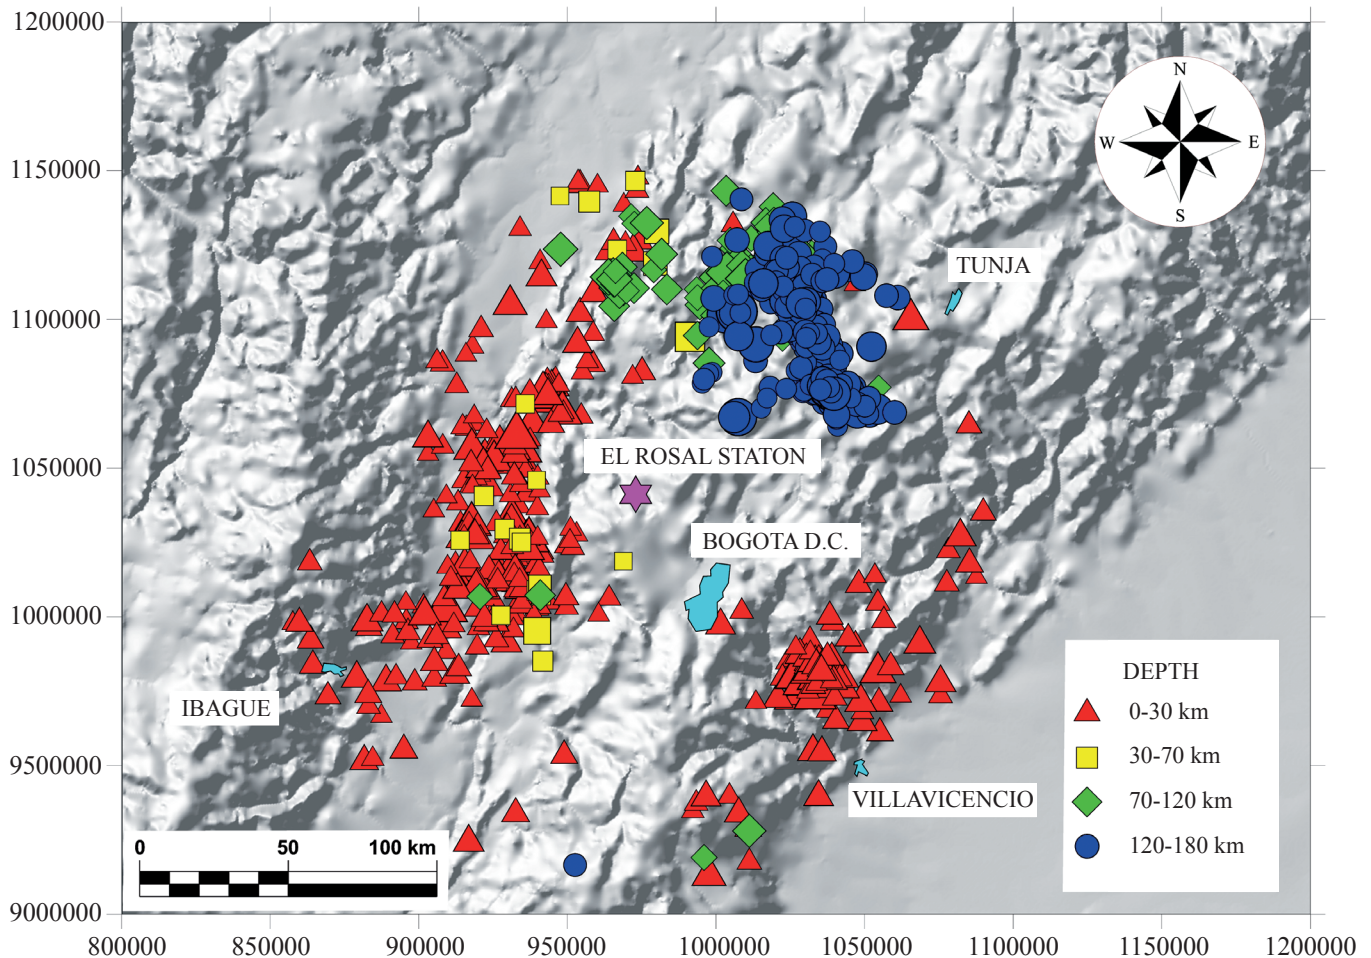 1200000
N
W
E
S
1150000
TUNJA
1100000
EL ROSAL STATON
1050000
BOGOTA D.C.
1000000
IBAGUE
DEPTH
0-30 km
30-70 km
70-120 km
120-180 km
9500000
VILLAVICENCIO
0 50 100 km
9000000
800000 850000 900000 950000 1000000 1050000 1100000 1150000 1200000